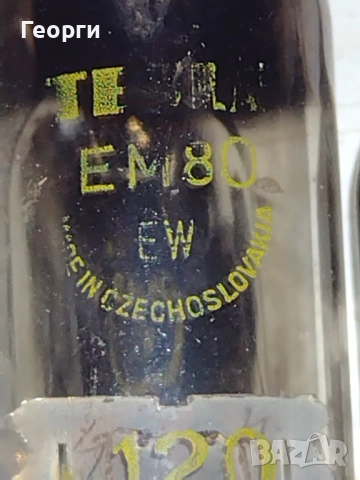 Георги
TESLA
EM80
EW
MADE IN CZECHOSLOVAKIA
120
BAZAR